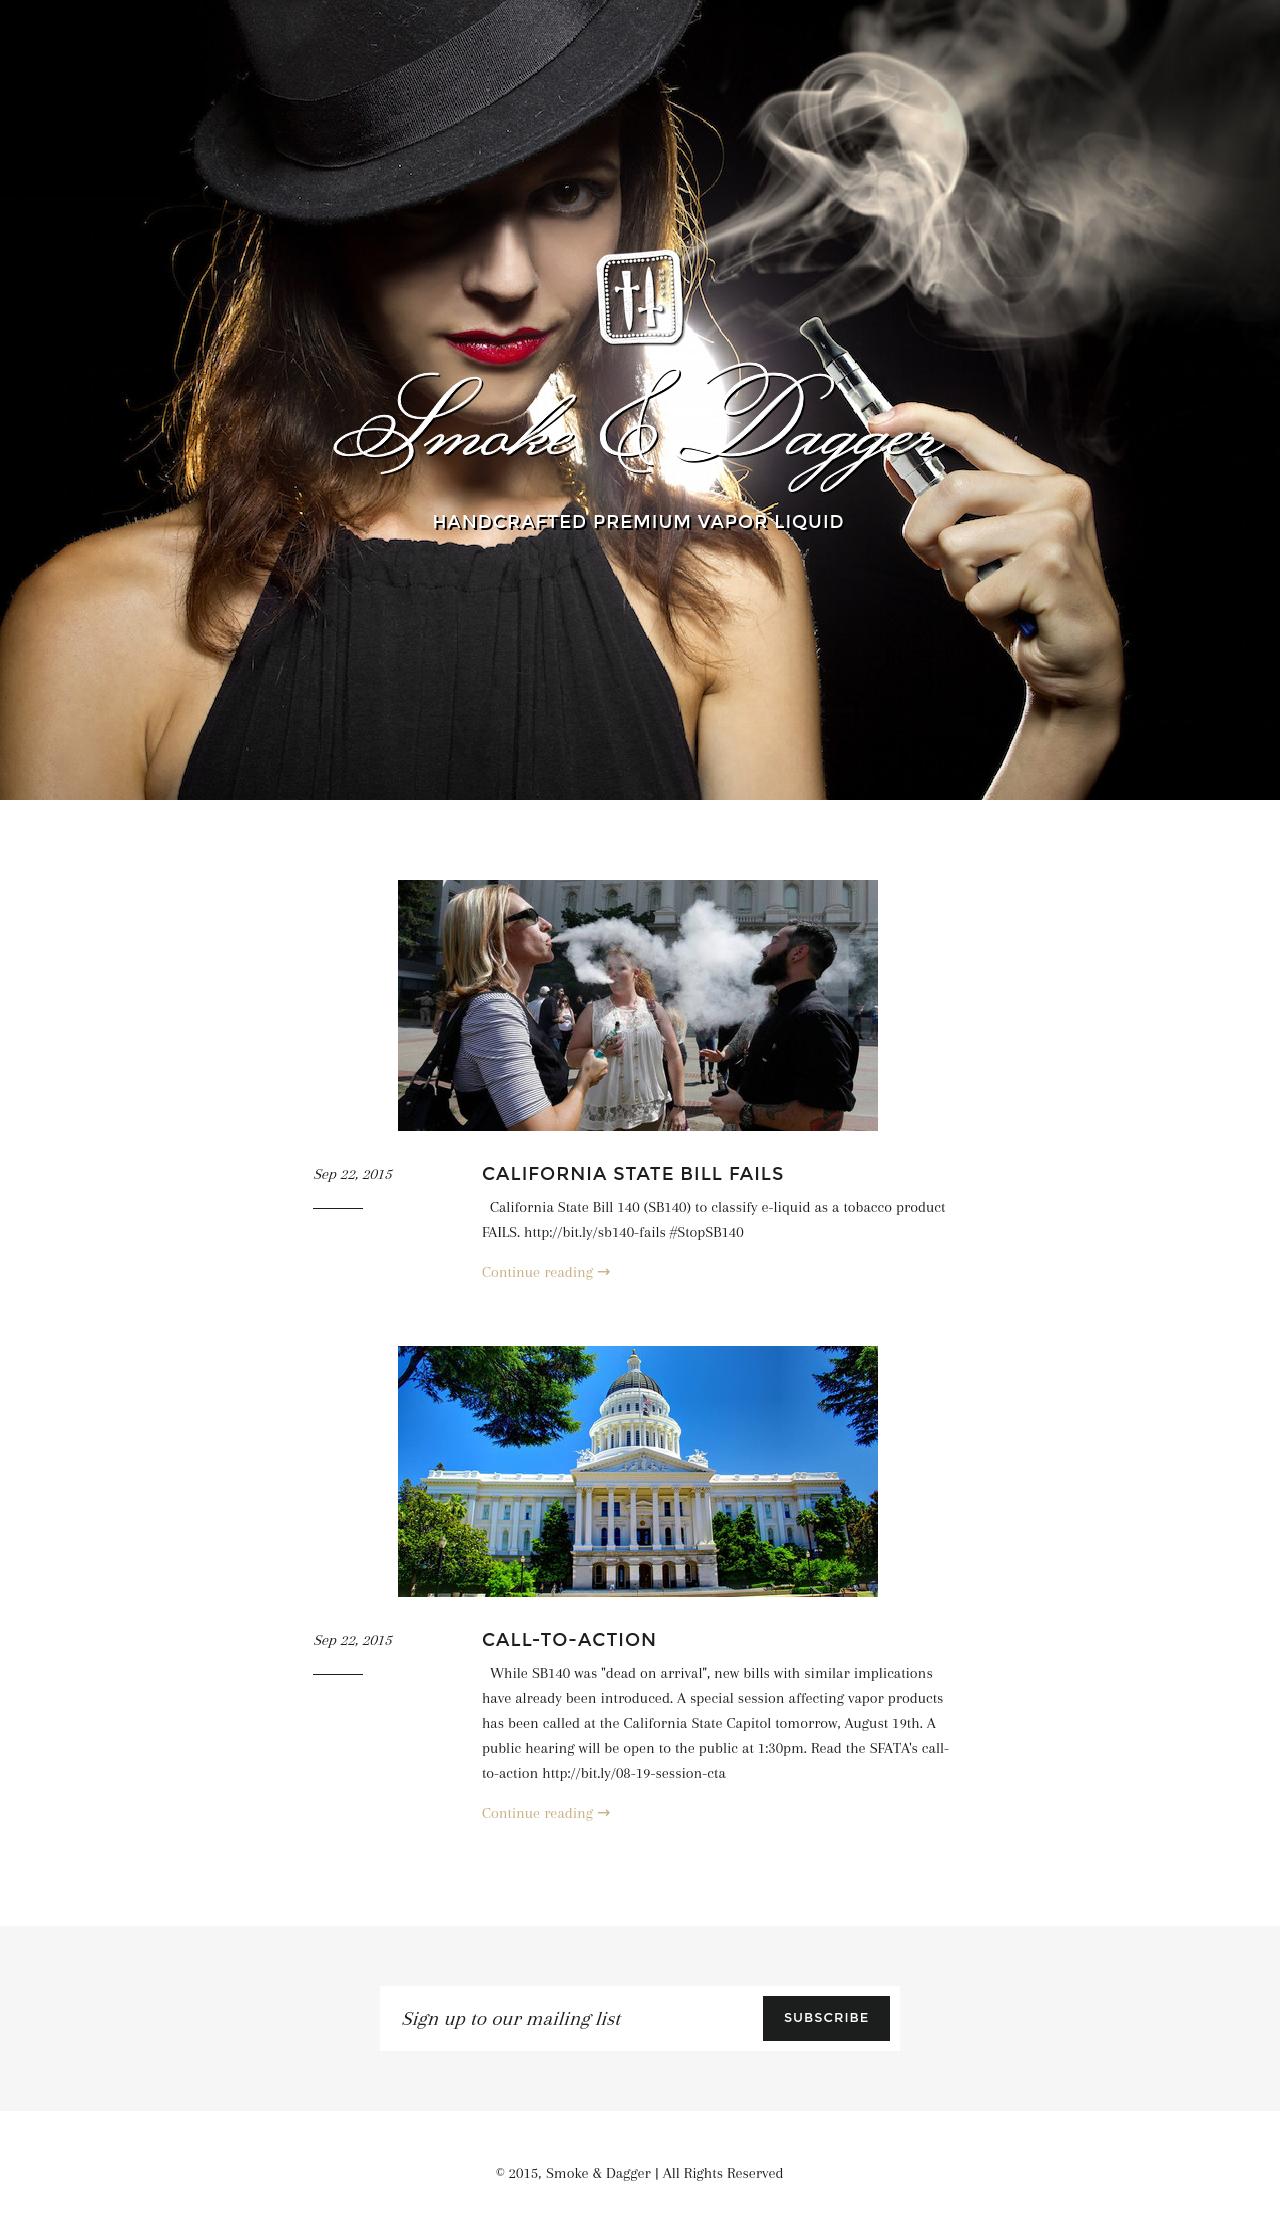 Smoke & Dagger
HANDCRAFTED PREMIUM VAPOR LIQUID
Sep 22, 2015
CALIFORNIA STATE BILL FAILS
California State Bill 140 (SB140) to classify e-liquid as a tobacco product
FAILS. http://bit.ly/sb140-fails #StopSB140
Continue reading →
Sep 22, 2015
CALL-TO-ACTION
While SB140 was "dead on arrival", new bills with similar implications
have already been introduced. A special session affecting vapor products
has been called at the California State Capitol tomorrow, August 19th. A
public hearing will be open to the public at 1:30pm. Read the SFATA's call-
to-action http://bit.ly/08-19-session-cta
Continue reading →
Sign up to our mailing list
SUBSCRIBE
© 2015, Smoke & Dagger | All Rights Reserved